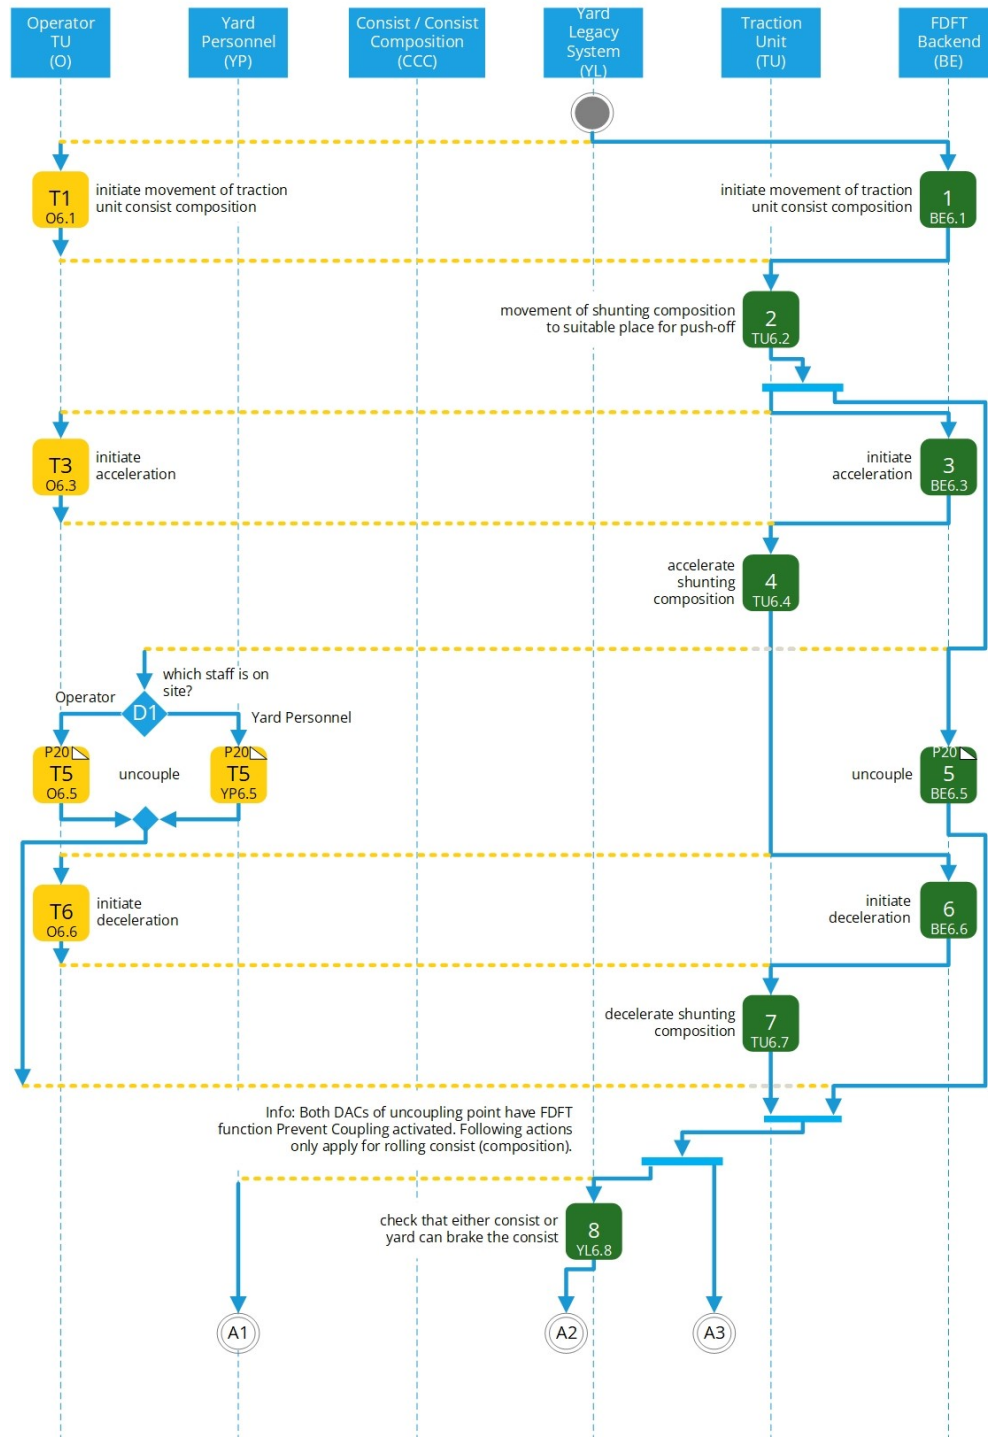 Operator
TU
(O)
Yard
Personnel
(YP)
Consist / Consist
Composition
(CCC)
Yard
Legacy
System
(YL)
Traction
Unit
(TU)
FDFT
Backend
(BE)
T1
O6.1
initiate movement of traction
unit consist composition
initiate movement of traction
unit consist composition
1
BE6.1
movement of shunting composition
to suitable place for push-off
2
TU6.2
T3
O6.3
initiate
acceleration
initiate
acceleration
3
BE6.3
accelerate
shunting
composition
4
TU6.4
which staff is on
site?
Operator
D1
Yard Personnel
P20
T5
O6.5
uncouple
P20
T5
YP6.5
uncouple
P20
5
BE6.5
T6
O6.6
initiate
deceleration
initiate
deceleration
6
BE6.6
decelerate shunting
composition
7
TU6.7
Info: Both DACs of uncoupling point have FDFT
function Prevent Coupling activated. Following actions
only apply for rolling consist (composition).
check that either consist or
yard can brake the consist
8
YL6.8
A1
A2
A3